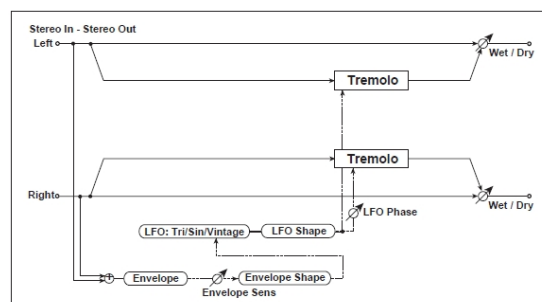 Stereo In - Stereo Out
Left
Wet / Dry
Tremolo
Tremolo
Right
Wet / Dry
LFO Phase
LFO: Tri/Sin/Vintage
LFO Shape
Envelope
Envelope Shape
Envelope Sens